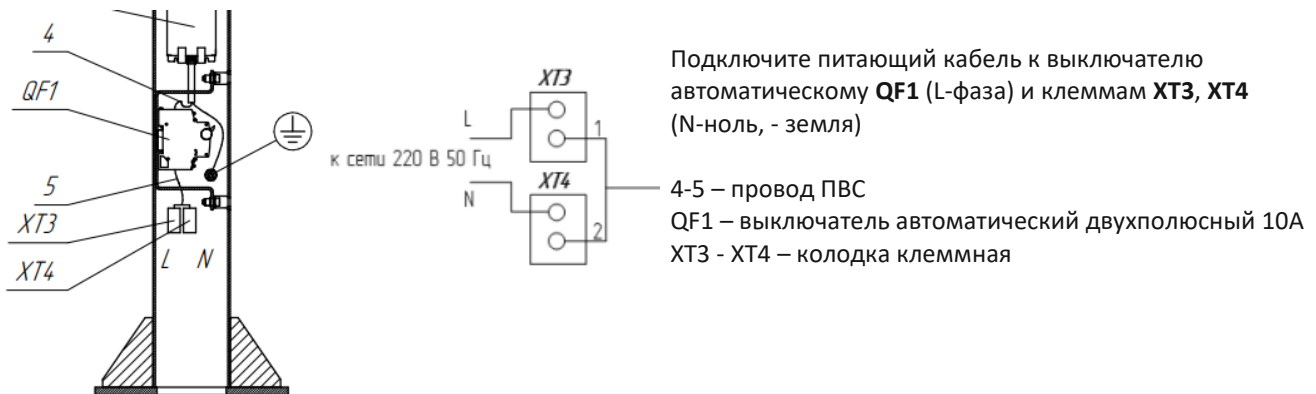 4
QF1
5
XT3
XT4
L N
XT3
L
1
к сети 220 В 50 Гц
XT4
N
2
Подключите питающий кабель к выключателю
автоматическому QF1 (L-фаза) и клеммам XT3, XT4
(N-ноль, - земля)
4-5 – провод ПВС
QF1 – выключатель автоматический двухполюсный 10А
XT3 - XT4 – колодка клеммная